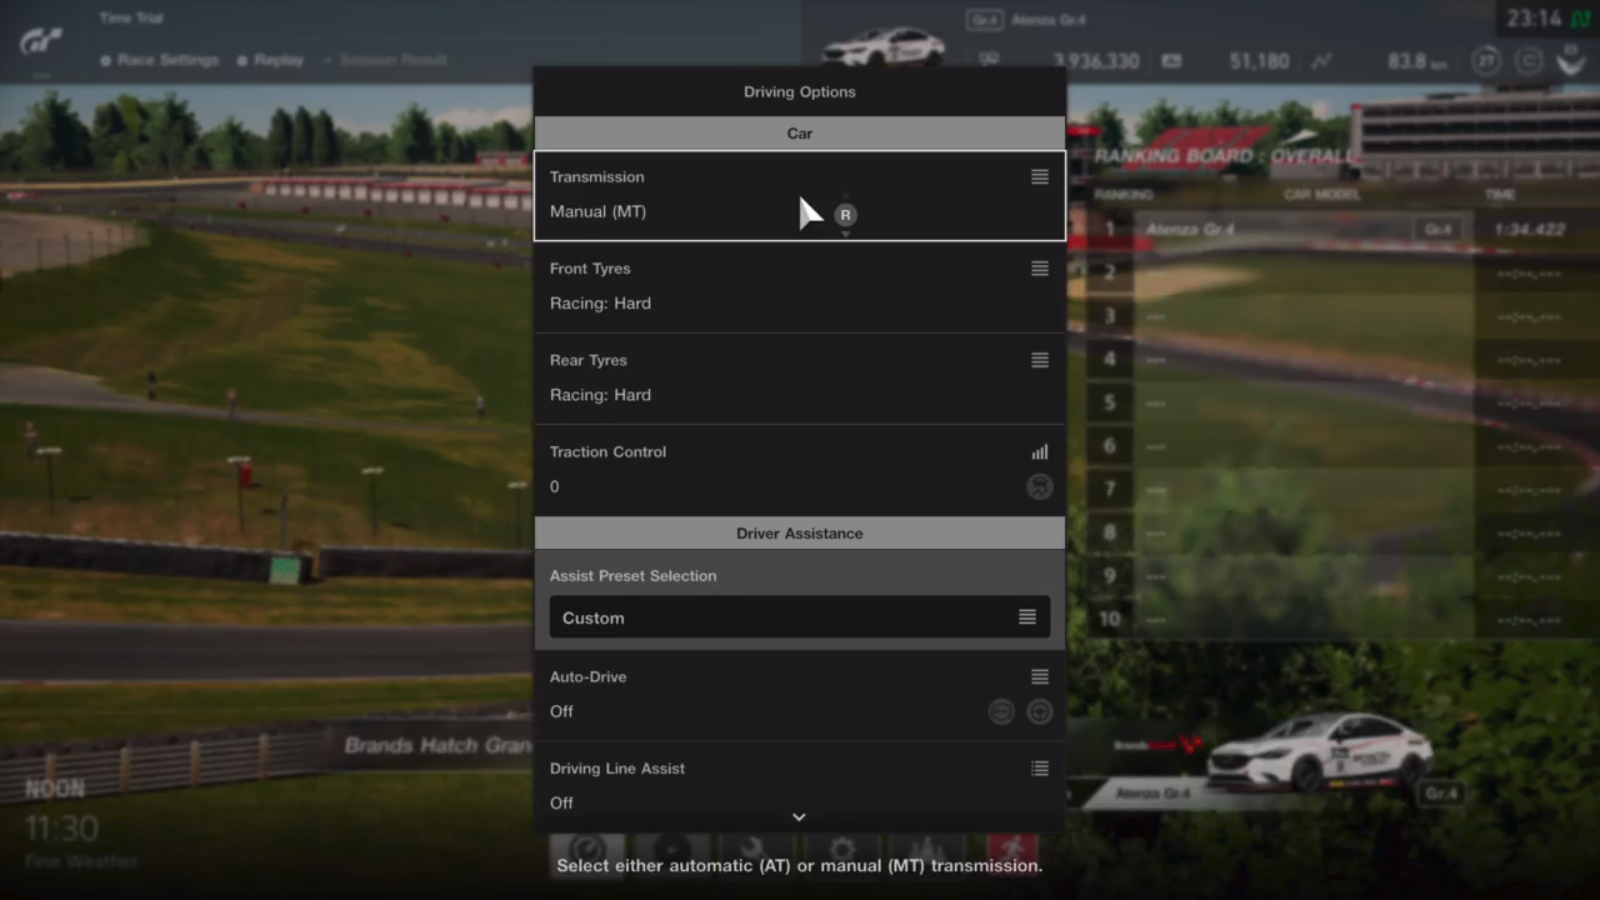 Time Trial
Race Settings
Replay
Session Result
Gr.4 Atenza Gr.4
3,936,330
51,180
83.8 km
27
23:14
Driving Options
Car
Transmission
Manual (MT)
R
Front Tyres
Racing: Hard
Rear Tyres
Racing: Hard
Traction Control
0
Driver Assistance
Assist Preset Selection
Custom
Auto-Drive
Off
Driving Line Assist
Off
Select either automatic (AT) or manual (MT) transmission.
RANKING BOARD : OVERALL
RANKING CAR MODEL TIME
1 Atenza Gr.4 Gr.4 1:34.422
2 --- --:--.---
3 --- --:--.---
4 --- --:--.---
5 --- --:--.---
6 --- --:--.---
7 --- --:--.---
8 --- --:--.---
9 --- --:--.---
10 --- --:--.---
Brands Hatch Gran
NOON
11:30
Fine Weather
Atenza Gr.4
Gr.4